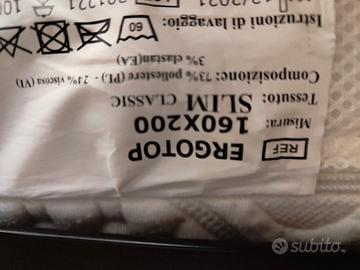 REF ERGOTOP
Misura: 160X200
Tessuto: SLIM CLASSIC
Composizione: 73% poliestere (PL) - 24% viscosa (VI)
3% elastan(EA)
Istruzioni di lavaggio:
60
subito